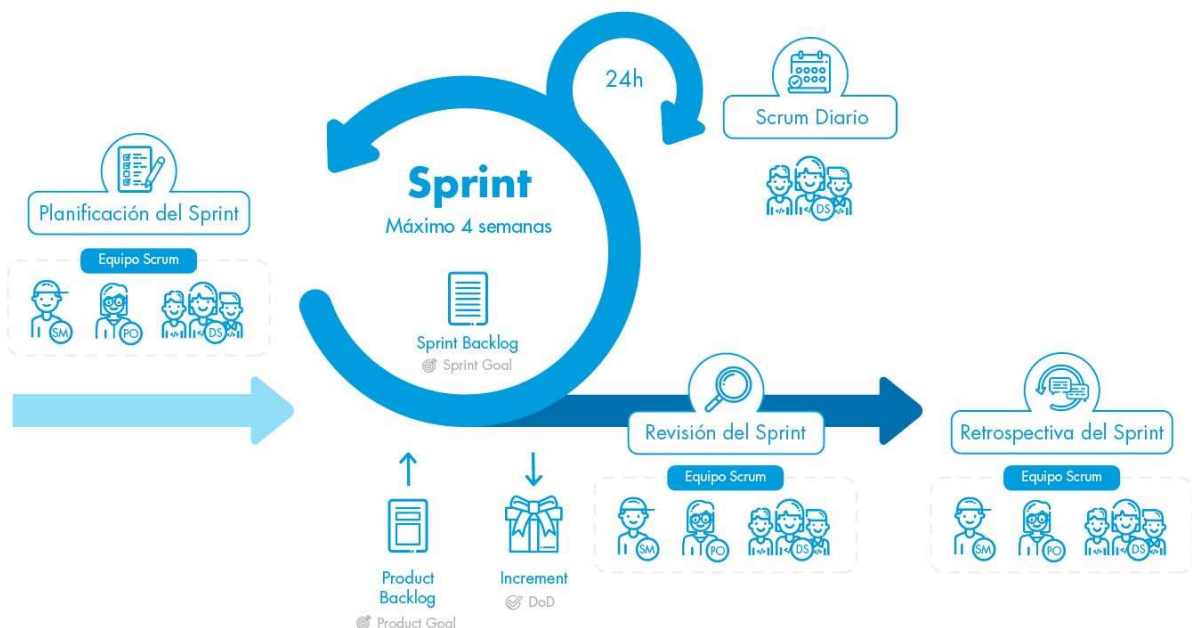 24h
Scrum Diario
DS
Planificación del Sprint
Equipo Scrum
SM
PO
DS
Sprint
Máximo 4 semanas
Sprint Backlog
Sprint Goal
Revisión del Sprint
Equipo Scrum
SM
PO
DS
Retrospectiva del Sprint
Equipo Scrum
SM
PO
DS
Product
Backlog
Product Goal
Increment
DoD